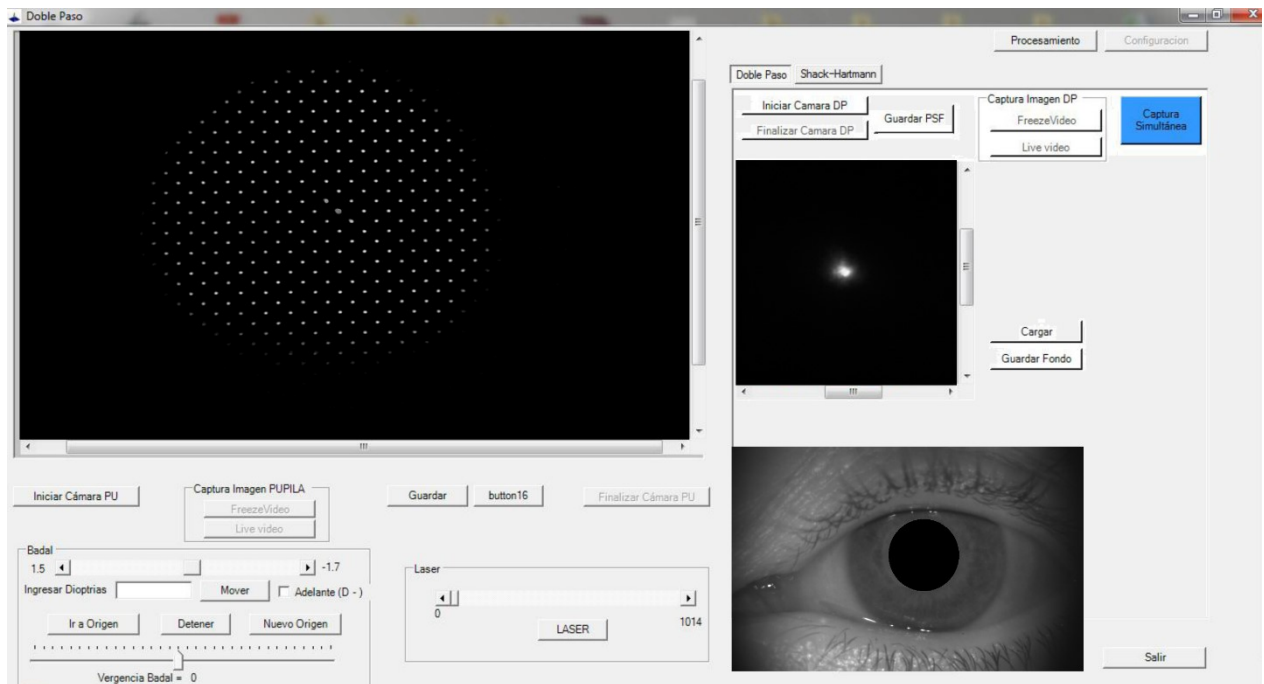 Doble Paso
Procesamiento
Configuracion
Doble Paso
Shack-Hartmann
Iniciar Camara DP
Finalizar Camara DP
Guardar PSF
Captura Imagen DP
FreezeVideo
Live video
Captura
Simultánea
Cargar
Guardar Fondo
Iniciar Cámara PU
Captura Imagen PUPILA
FreezeVideo
Live video
Guardar
button16
Finalizar Cámara PU
Badal
1.5
-1.7
Ingresar Dioptrias
Mover
Adelante (D - )
Ir a Origen
Detener
Nuevo Origen
Vergencia Badal = 0
Laser
0
1014
LASER
Salir